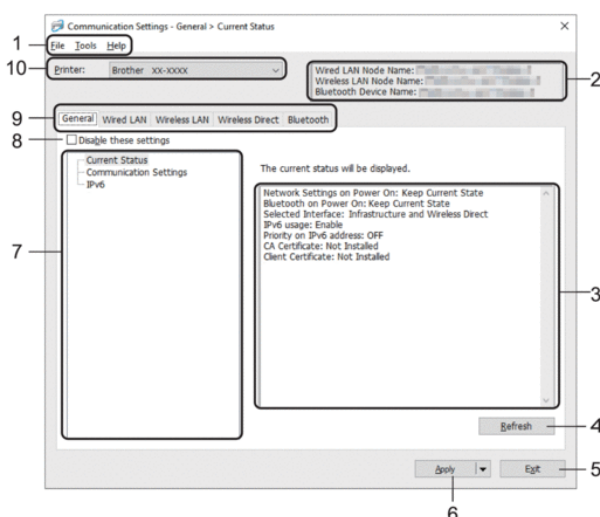 Communication Settings - General > Current Status
1
File Tools Help
10
Printer: Brother XX-XXXX
Wired LAN Node Name:
Wireless LAN Node Name:
Bluetooth Device Name:
2
9
General Wired LAN Wireless LAN Wireless Direct Bluetooth
8
Disable these settings
7
Current Status
Communication Settings
IPv6
The current status will be displayed.
Network Settings on Power On: Keep Current State
Bluetooth on Power On: Keep Current State
Selected Interface: Infrastructure and Wireless Direct
IPv6 usage: Enable
Priority on IPv6 address: OFF
CA Certificate: Not Installed
Client Certificate: Not Installed
3
Refresh
4
Apply
Exit
5
6